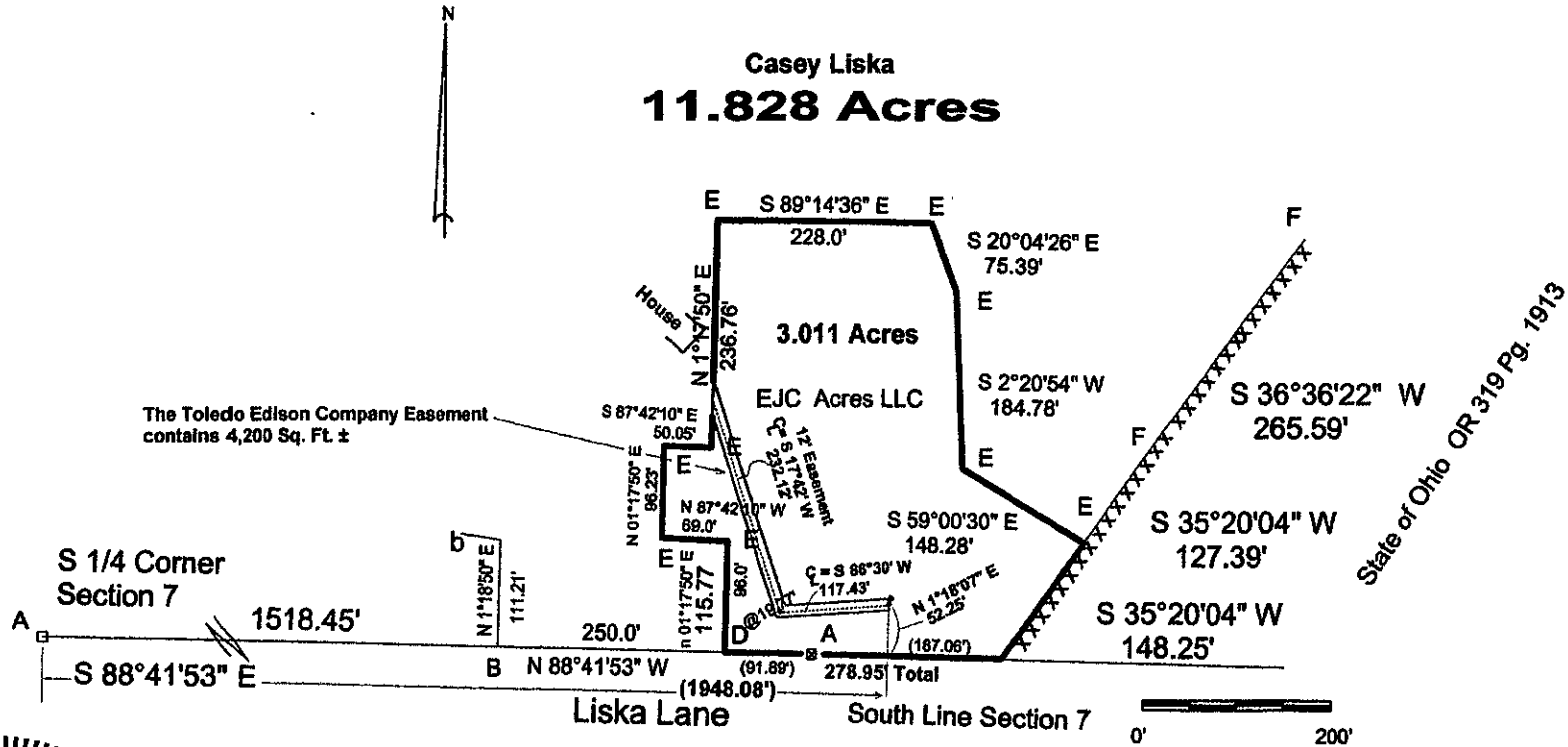 N
Casey Liska
11.828 Acres
E
S 89°14'36" E
E
228.0'
S 20°04'26" E
75.39'
F
E
House
N 1°17'50" E
236.76'
3.011 Acres
EJC Acres LLC
S 2°20'54" W
184.78'
S 36°36'22" W
265.59'
F
State of Ohio OR 319 Pg. 1913
The Toledo Edison Company Easement
contains 4,200 Sq. Ft. ±
S 87°42'10" E
50.05'
E
E
12' Easement
℄= S 17°42' W
232.12'
E
N 01°17'50" E
96.23'
N 87°42'10" W
69.0'
E
E
S 59°00'30" E
148.28'
E
S 35°20'04" W
127.39'
S 1/4 Corner
Section 7
b
N 1°18'50" E
111.21'
n 01°17'50" E
115.77
96.0'
℄ = S 86°30' W
117.43'
N 1°18'07" E
52.25'
S 35°20'04" W
148.25'
A
1518.45'
250.0'
D
A
(187.06')
S 88°41'53" E
B
N 88°41'53" W
(91.89')
278.95' Total
(1948.08')
Liska Lane
South Line Section 7
0'
200'